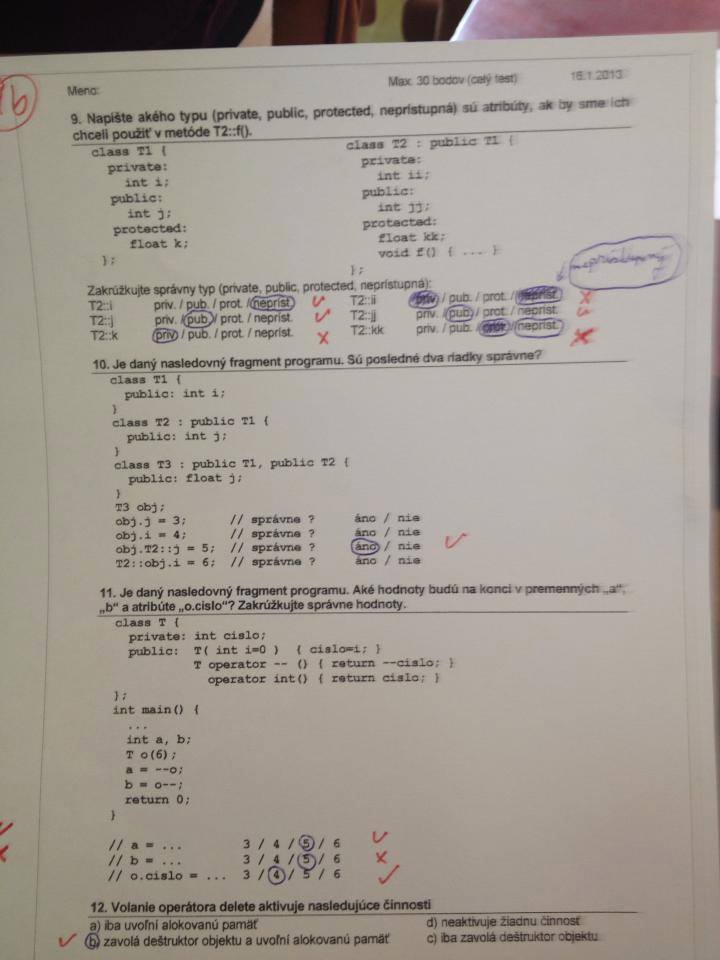 1b
Meno:
Max. 30 bodov (celý test)
16.1.2013
9. Napíšte akého typu (private, public, protected, neprístupná) sú atribúty, ak by sme ich
chceli použiť v metóde T2::f().
class T1 {
private:
int i;
public:
int j;
protected:
float k;
};
class T2 : public T1 {
private:
int ii;
public:
int jj;
protected:
float kk;
void f() { ... }
};
Zakrúžkujte správny typ (private, public, protected, neprístupná):
T2::i priv. / pub. / prot. / nepríst. T2::ii priv. / pub. / prot. / nepríst.
T2::j priv. / pub. / prot. / nepríst. T2::jj priv. / pub. / prot. / nepríst.
T2::k priv. / pub. / prot. / nepríst. T2::kk priv. / pub. / prot. / nepríst.
10. Je daný nasledovný fragment programu. Sú posledné dva riadky správne?
class T1 {
public: int i;
}
class T2 : public T1 {
public: int j;
}
class T3 : public T1, public T2 {
public: float j;
}
T3 obj;
obj.j = 3; // správne ? áno / nie
obj.i = 4; // správne ? áno / nie
obj.T2::j = 5; // správne ? áno / nie
T2::obj.i = 6; // správne ? áno / nie
11. Je daný nasledovný fragment programu. Aké hodnoty budú na konci v premenných „a“,
„b“ a atribúte „o.cislo“? Zakrúžkujte správne hodnoty.
class T {
private: int cislo;
public: T( int i=0 ) { cislo=i; }
T operator -- () { return --cislo; }
operator int() { return cislo; }
};
int main() {
...
int a, b;
T o(6);
a = --o;
b = o--;
return 0;
}
// a = ... 3 / 4 / 5 / 6
// b = ... 3 / 4 / 5 / 6
// o.cislo = ... 3 / 4 / 5 / 6
12. Volanie operátora delete aktivuje nasledujúce činnosti
a) iba uvoľní alokovanú pamäť d) neaktivuje žiadnu činnosť
b) zavolá deštruktor objektu a uvoľní alokovanú pamäť c) iba zavolá deštruktor objektu